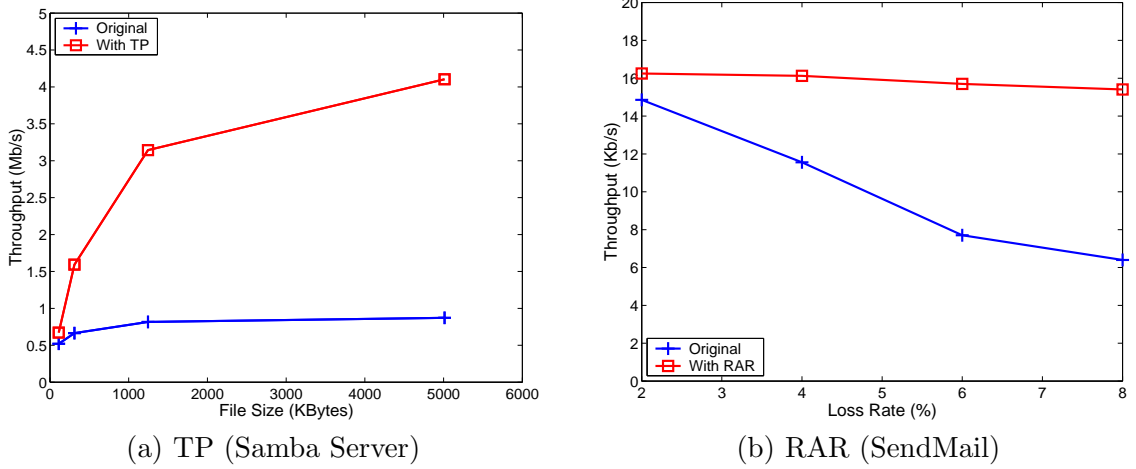 Original
With TP
5
4.5
4
3.5
3
2.5
2
1.5
1
0.5
0
Throughput (Mb/s)
0 1000 2000 3000 4000 5000 6000
File Size (KBytes)
(a) TP (Samba Server)
20
18
16
14
12
10
8
6
4
2
0
Throughput (Kb/s)
Original
With RAR
2 3 4 5 6 7 8
Loss Rate (%)
(b) RAR (SendMail)